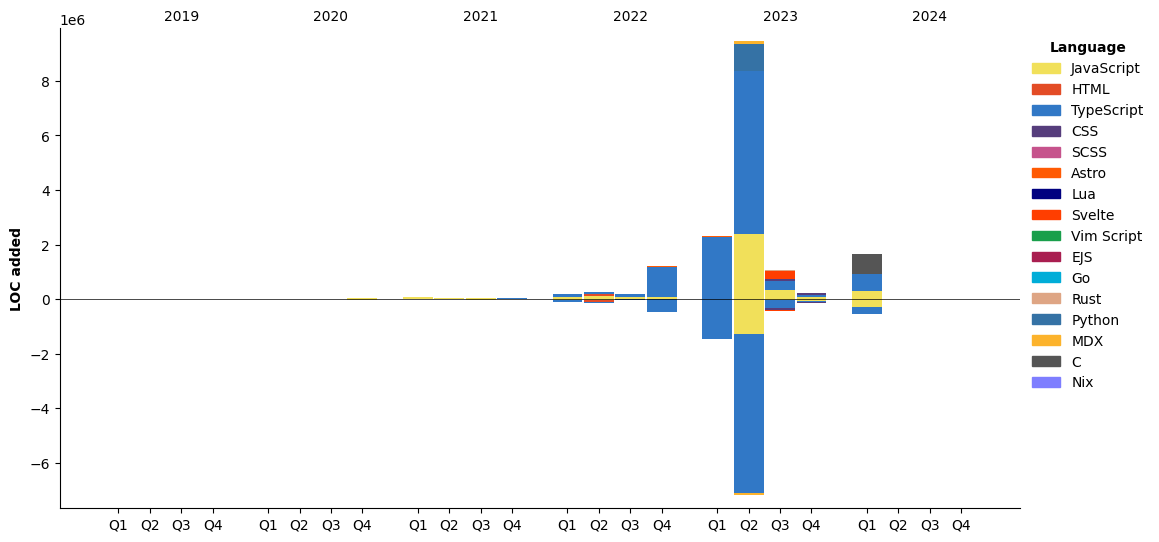 1e6
2019 2020 2021 2022 2023 2024
LOC added
8
6
4
2
0
−2
−4
−6
Q1 Q2 Q3 Q4 Q1 Q2 Q3 Q4 Q1 Q2 Q3 Q4 Q1 Q2 Q3 Q4 Q1 Q2 Q3 Q4 Q1 Q2 Q3 Q4
Language
JavaScript
HTML
TypeScript
CSS
SCSS
Astro
Lua
Svelte
Vim Script
EJS
Go
Rust
Python
MDX
C
Nix